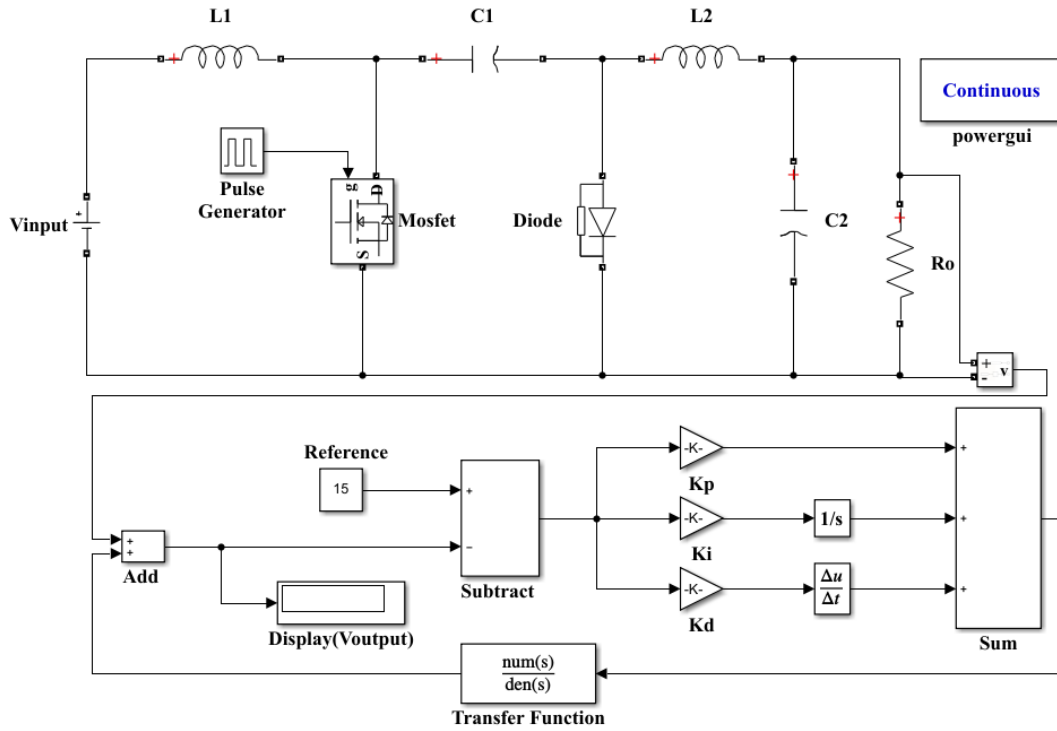 L1
C1
L2
Continuous
powergui
Pulse
Generator
g
D
S
Mosfet
Vinput
+
Diode
C2
Ro
+
-
v
Reference
15
+
−
Subtract
-K-
Kp
-K-
Ki
1/s
-K-
Kd
Δu
Δt
+
+
+
Sum
+
+
Add
Display(Voutput)
num(s)
den(s)
Transfer Function